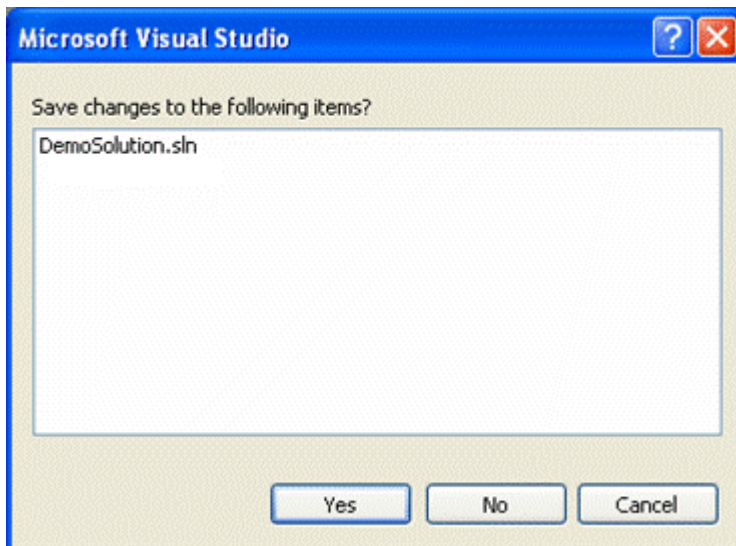 Microsoft Visual Studio
?
Save changes to the following items?
DemoSolution.sln
Yes No Cancel